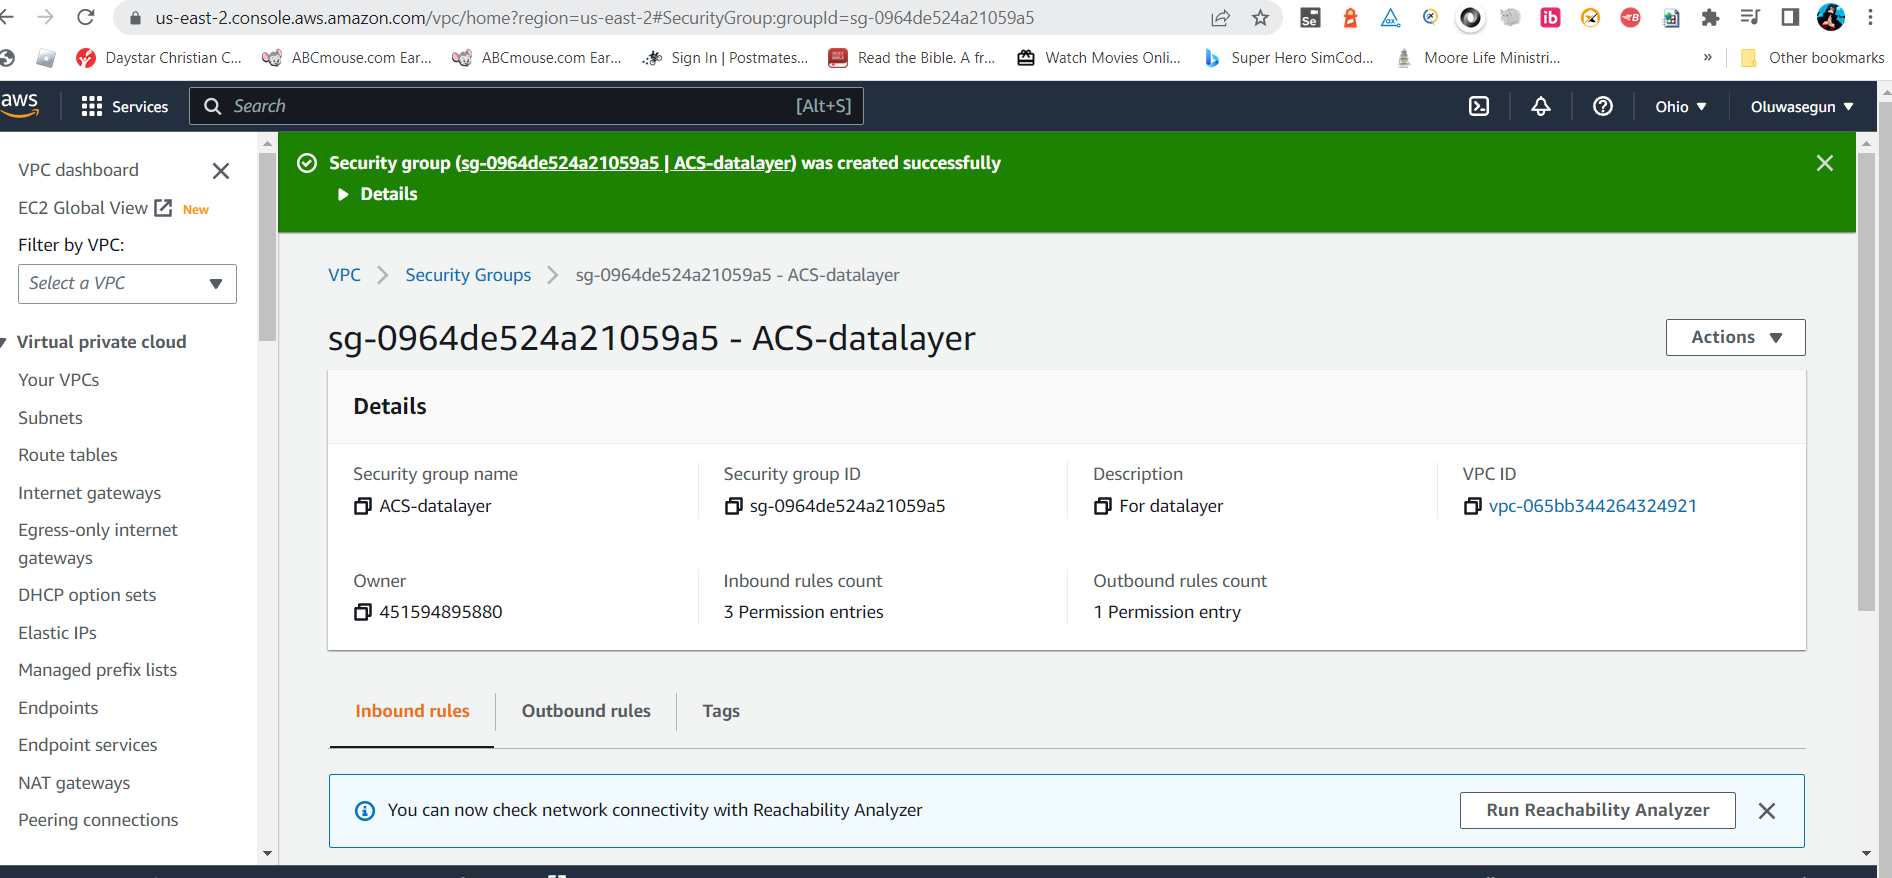 us-east-2.console.aws.amazon.com/vpc/home?region=us-east-2#SecurityGroup:groupId=sg-0964de524a21059a5
Daystar Christian C... ABCmouse.com Ear... ABCmouse.com Ear... Sign In | Postmates... Read the Bible. A fr... Watch Movies Onli... Super Hero SimCod... Moore Life Ministri... » Other bookmarks
aws Services Search [Alt+S] Ohio Oluwasegun
VPC dashboard
EC2 Global View New
Filter by VPC:
Select a VPC
Virtual private cloud
Your VPCs
Subnets
Route tables
Internet gateways
Egress-only internet
gateways
DHCP option sets
Elastic IPs
Managed prefix lists
Endpoints
Endpoint services
NAT gateways
Peering connections
Security group (sg-0964de524a21059a5 | ACS-datalayer) was created successfully
Details
VPC Security Groups sg-0964de524a21059a5 - ACS-datalayer
sg-0964de524a21059a5 - ACS-datalayer
Actions
Details
Security group name
ACS-datalayer
Security group ID
sg-0964de524a21059a5
Description
For datalayer
VPC ID
vpc-065bb344264324921
Owner
451594895880
Inbound rules count
3 Permission entries
Outbound rules count
1 Permission entry
Inbound rules Outbound rules Tags
You can now check network connectivity with Reachability Analyzer
Run Reachability Analyzer